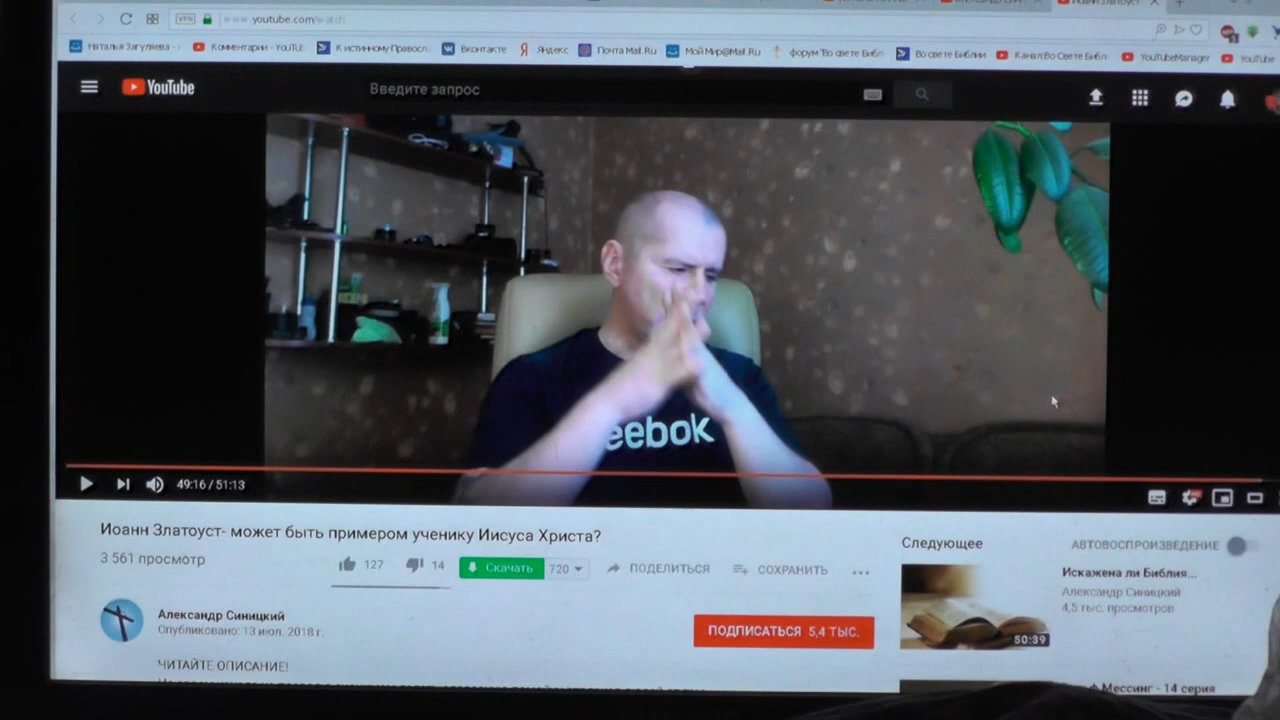 www.youtube.com/watch
Наталья Загуляева -
Комментарии - YouTu
К истинному Правосл
Вконтакте
Яндекс
Почта Mail.Ru
Мой Мир@Mail.Ru
форум "Во свете Библ
Во свете Библии
Канал Во Свете Библ
YouTubeManager
YouTube
VPN
YouTube
Введите запрос
eebok
49:16 / 51:13
Иоанн Златоуст- может быть примером ученику Иисуса Христа?
3 561 просмотр
127
14
Скачать
720
ПОДЕЛИТЬСЯ
СОХРАНИТЬ
Александр Синицкий
Опубликовано: 13 июл. 2018 г.
ПОДПИСАТЬСЯ 5,4 ТЫС.
ЧИТАЙТЕ ОПИСАНИЕ!
Следующее
АВТОВОСПРОИЗВЕДЕНИЕ
Искажена ли Библия...
Александр Синицкий
4,5 тыс. просмотров
50:39
Мессинг - 14 серия